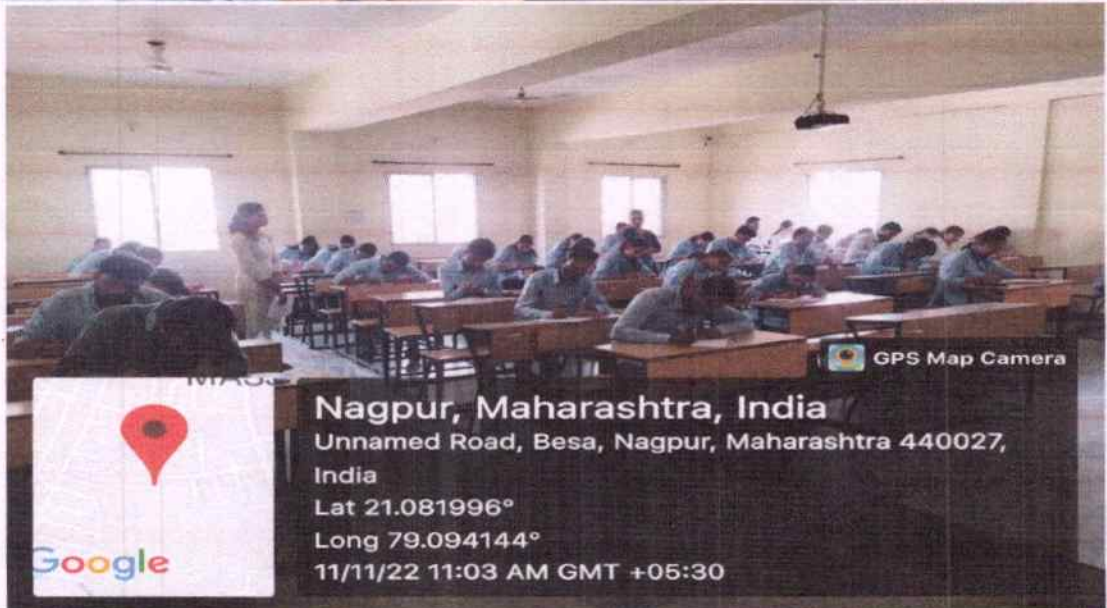 GPS Map Camera
Nagpur, Maharashtra, India
Unnamed Road, Besa, Nagpur, Maharashtra 440027,
India
Lat 21.081996°
Long 79.094144°
11/11/22 11:03 AM GMT +05:30
Google